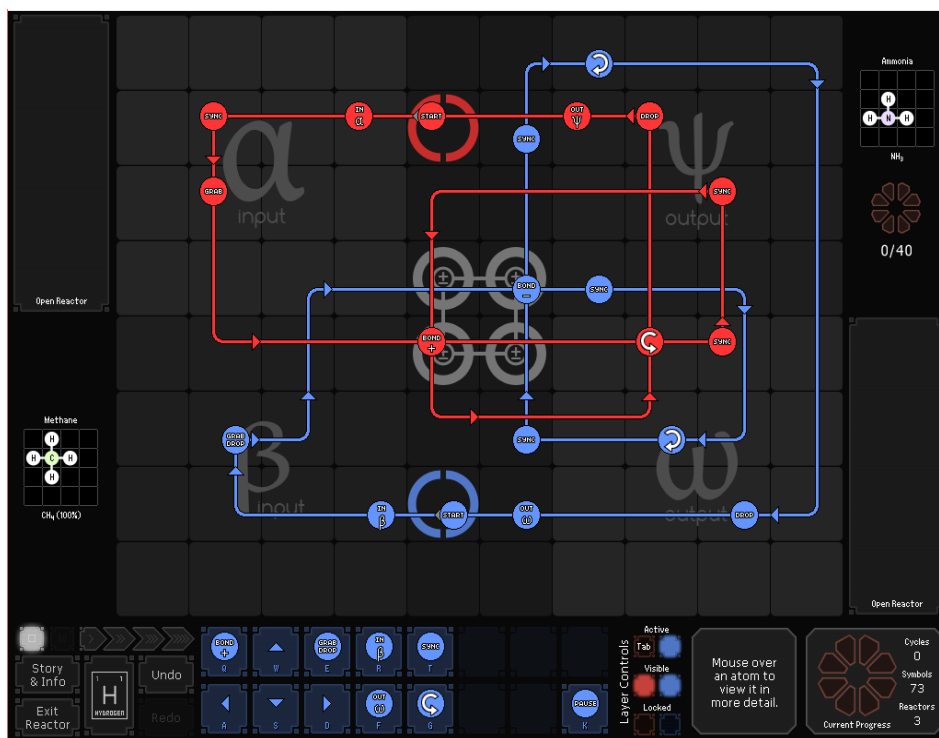 Ammonia
H
H N H
NH₃
0/40
Open Reactor
SYNC
IN
α
START
OUT
ψ
DROP
SYNC
α
input
ψ
output
GRAB
SYNC
±
±
BOND
−
SYNC
BOND
+
±
±
SYNC
Methane
H
H C H
H
CH₄ (100%)
GRAB
DROP
β
input
SYNC
ω
output
IN
β
START
OUT
ω
DROP
Open Reactor
Story
& Info
Exit
Reactor
1 1
H
HYDROGEN
Undo
Redo
BOND
+
Q
W
GRAB
DROP
E
IN
β
R
SYNC
T
A
S
D
OUT
ω
F
G
PAUSE
K
Layer Controls
Active
Tab
Visible
Locked
Mouse over
an atom to
view it in
more detail.
Cycles
0
Symbols
73
Reactors
3
Current Progress